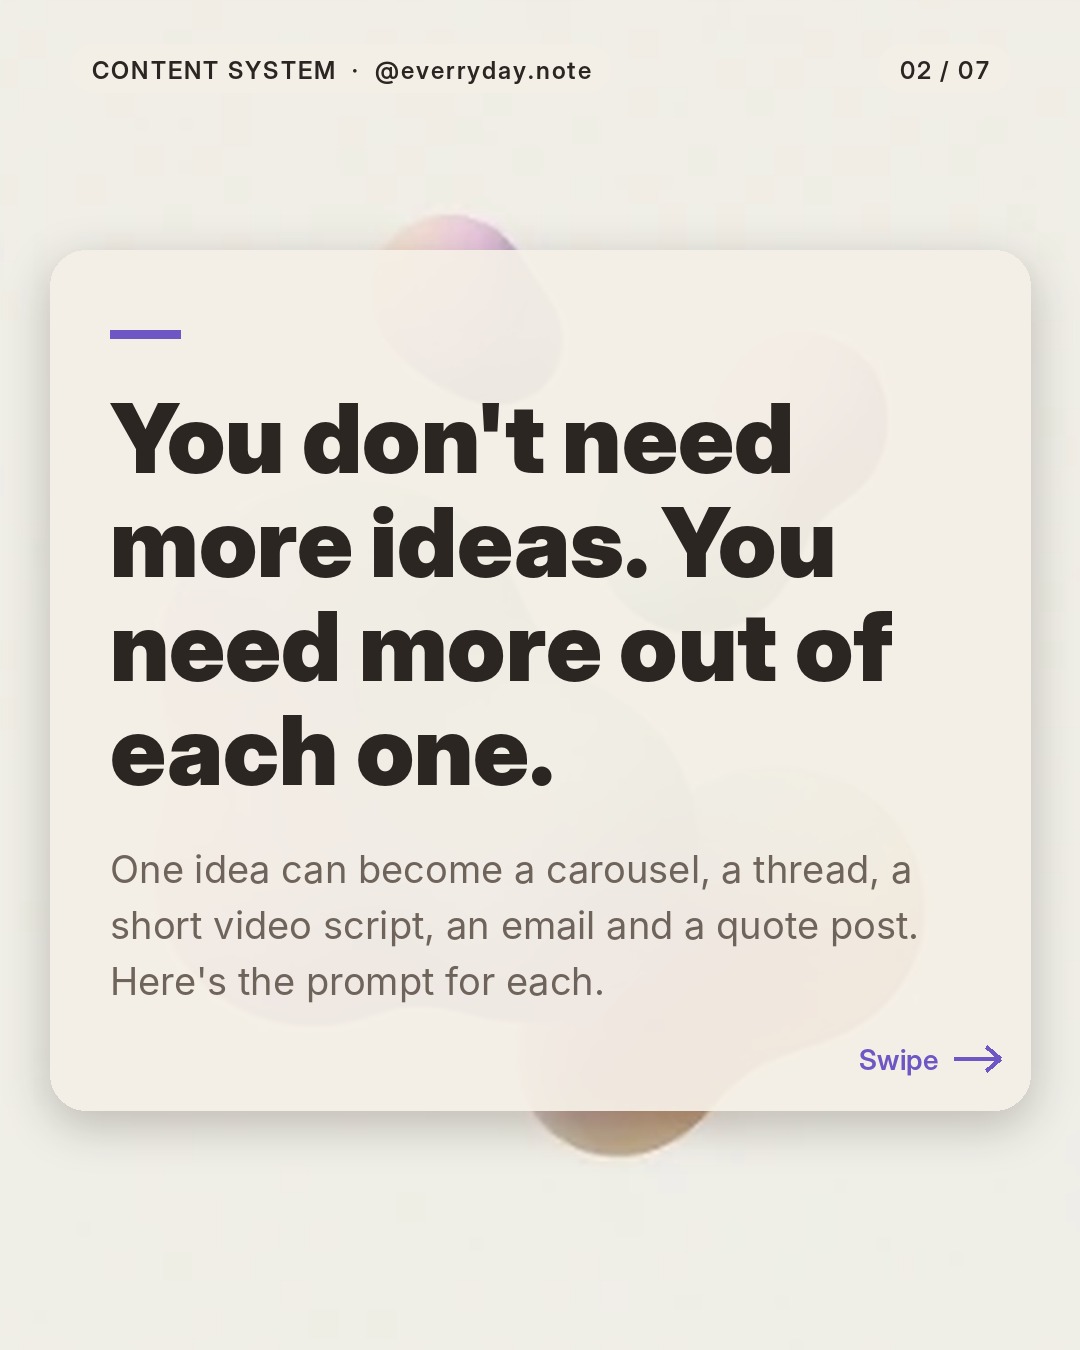 CONTENT SYSTEM · @everryday.note
02 / 07
You don't need
more ideas. You
need more out of
each one.
One idea can become a carousel, a thread, a
short video script, an email and a quote post.
Here's the prompt for each.
Swipe →